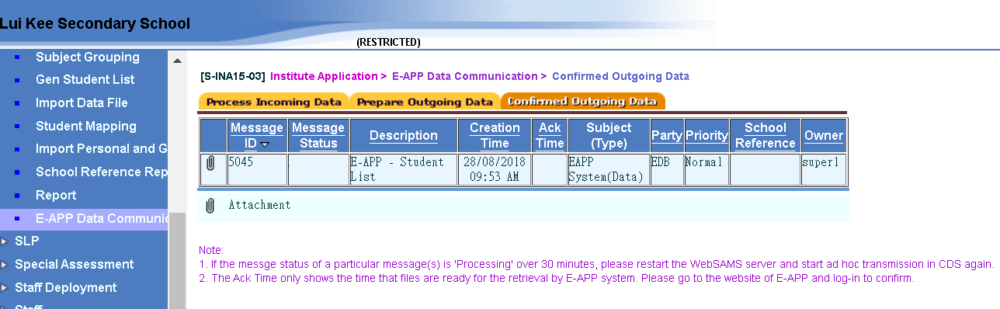 Lui Kee Secondary School
(RESTRICTED)
Subject Grouping
Gen Student List
Import Data File
Student Mapping
Import Personal and G
School Reference Rep
Report
E-APP Data Communic
SLP
Special Assessment
Staff Deployment
Staff
[S-INA15-03] Institute Application > E-APP Data Communication > Confirmed Outgoing Data
Process Incoming Data Prepare Outgoing Data Confirmed Outgoing Data
Message Message Description Creation Ack Subject Party Priority School Owner
ID Status Time Time (Type) Reference
5045 E-APP - Student 28/08/2018 EAPP EDB Normal super1
List 09:53 AM System(Data)
Attachment
Note:
1. If the messge status of a particular message(s) is 'Processing' over 30 minutes, please restart the WebSAMS server and start ad hoc transmission in CDS again.
2. The Ack Time only shows the time that files are ready for the retrieval by E-APP system. Please go to the website of E-APP and log-in to confirm.